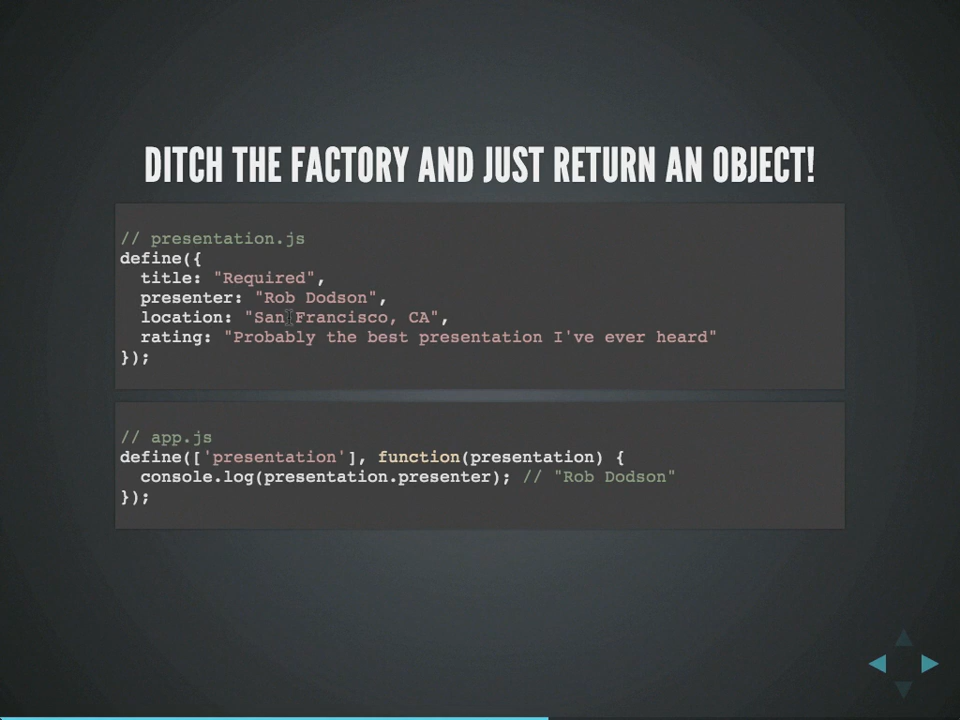 DITCH THE FACTORY AND JUST RETURN AN OBJECT!
// presentation.js
define({
  title: "Required",
  presenter: "Rob Dodson",
  location: "San Francisco, CA",
  rating: "Probably the best presentation I've ever heard"
});
// app.js
define(['presentation'], function(presentation) {
  console.log(presentation.presenter); // "Rob Dodson"
});